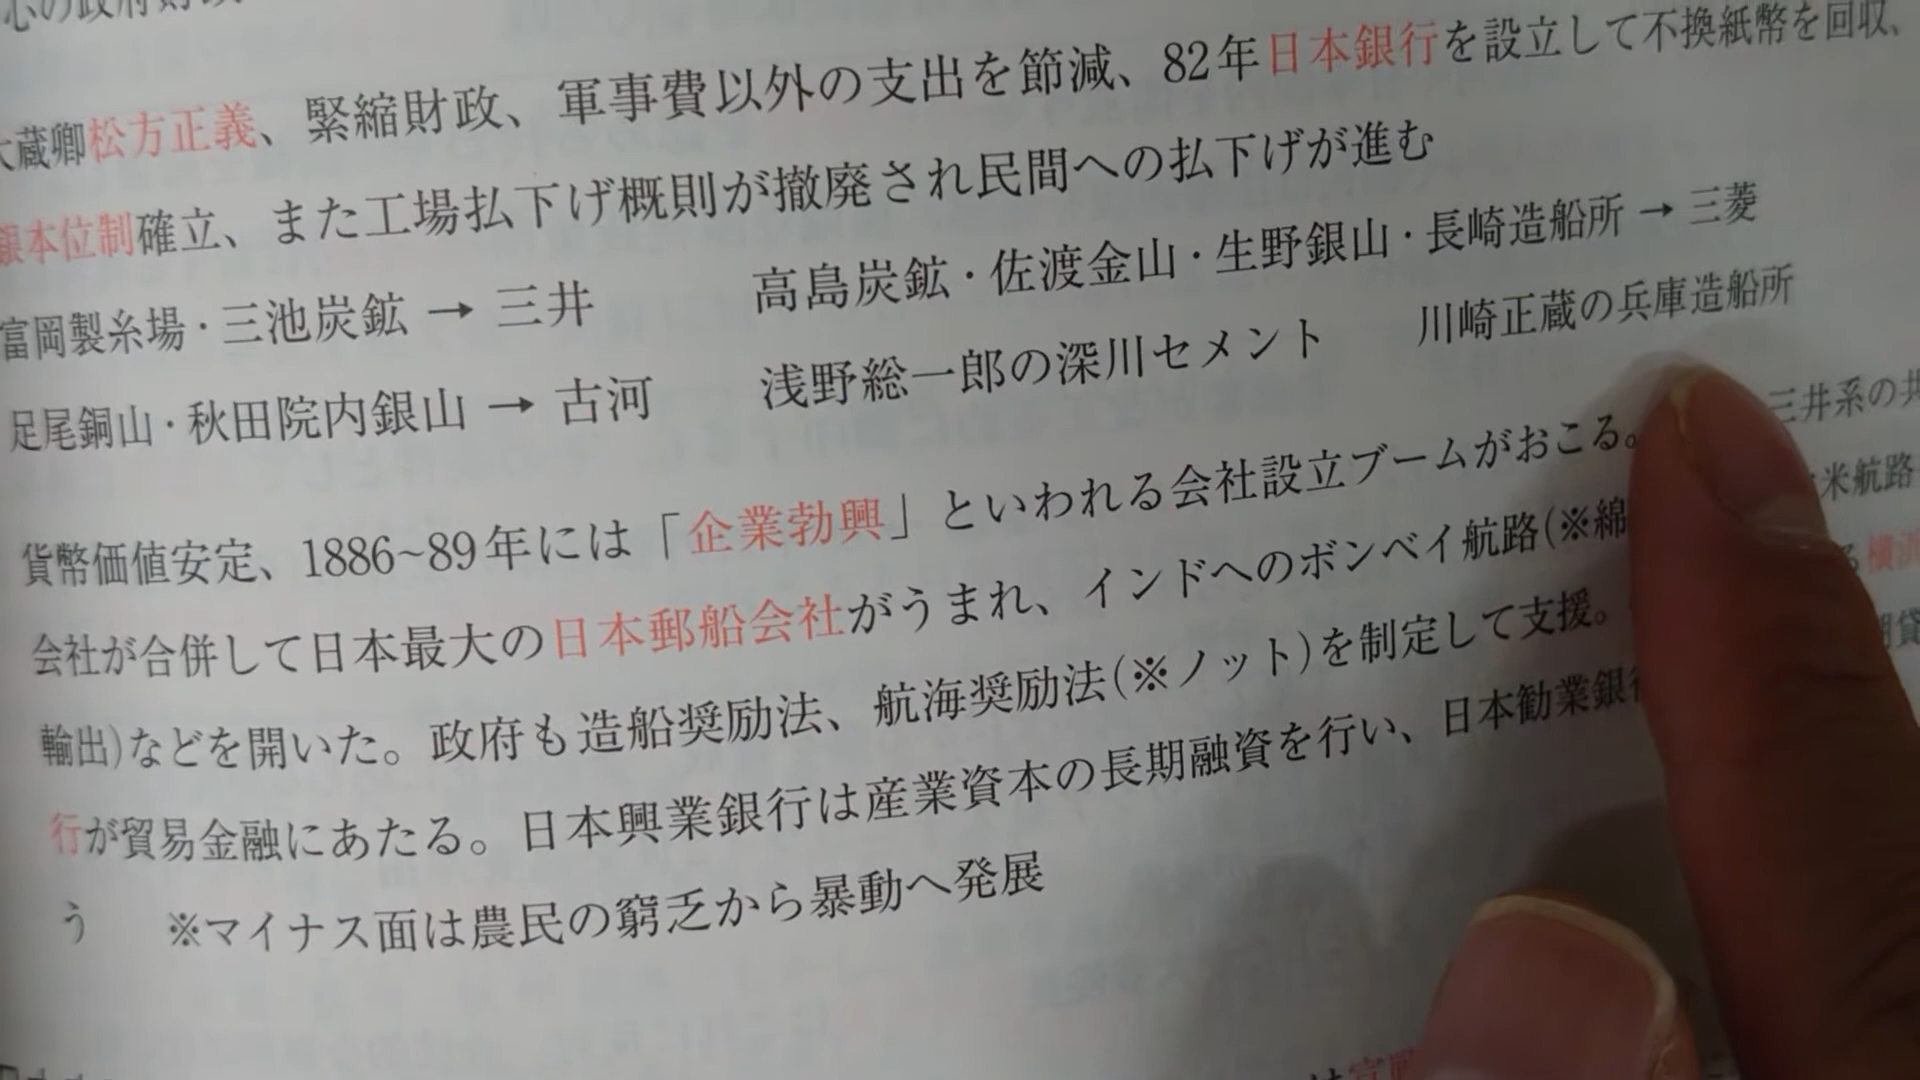 心の政府財政
大蔵卿松方正義、緊縮財政、軍事費以外の支出を節減、82年日本銀行を設立して不換紙幣を回収、
銀本位制確立、また工場払下げ概則が撤廃され民間への払下げが進む
富岡製糸場・三池炭鉱 → 三井 高島炭鉱・佐渡金山・生野銀山・長崎造船所 → 三菱
足尾銅山・秋田院内銀山 → 古河 浅野総一郎の深川セメント 川崎正蔵の兵庫造船所
貨幣価値安定、1886~89年には「企業勃興」といわれる会社設立ブームがおこる。 三井系の共
会社が合併して日本最大の日本郵船会社がうまれ、インドへのボンベイ航路(※綿 米航路
輸出)などを開いた。政府も造船奨励法、航海奨励法(※ノット)を制定して支援。 る横浜
行が貿易金融にあたる。日本興業銀行は産業資本の長期融資を行い、日本勧業銀行 期貸
う ※マイナス面は農民の窮乏から暴動へ発展